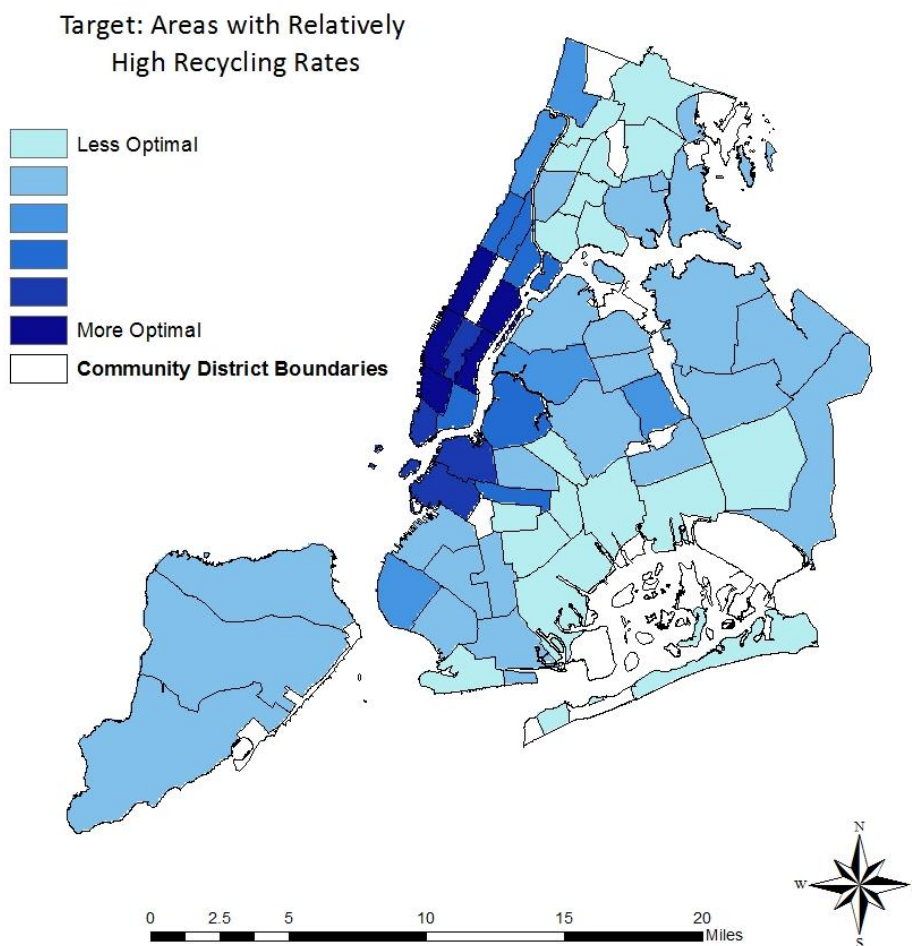 Target: Areas with Relatively
High Recycling Rates
Less Optimal
More Optimal
Community District Boundaries
N
W
S
0 2.5 5 10 15 20
Miles